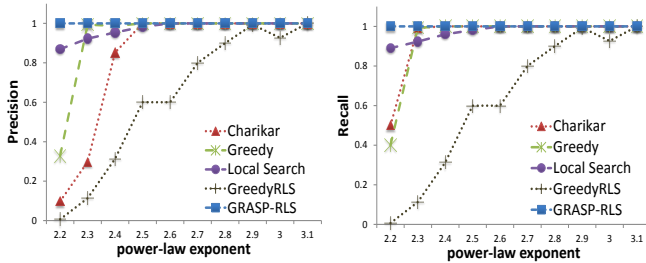 Precision
1
0.8
0.6
0.4
0.2
0
2.2 2.3 2.4 2.5 2.6 2.7 2.8 2.9 3 3.1
power-law exponent
Charikar
Greedy
Local Search
GreedyRLS
GRASP-RLS
Recall
1
0.8
0.6
0.4
0.2
0
2.2 2.3 2.4 2.5 2.6 2.7 2.8 2.9 3 3.1
power-law exponent
Charikar
Greedy
Local Search
GreedyRLS
GRASP-RLS